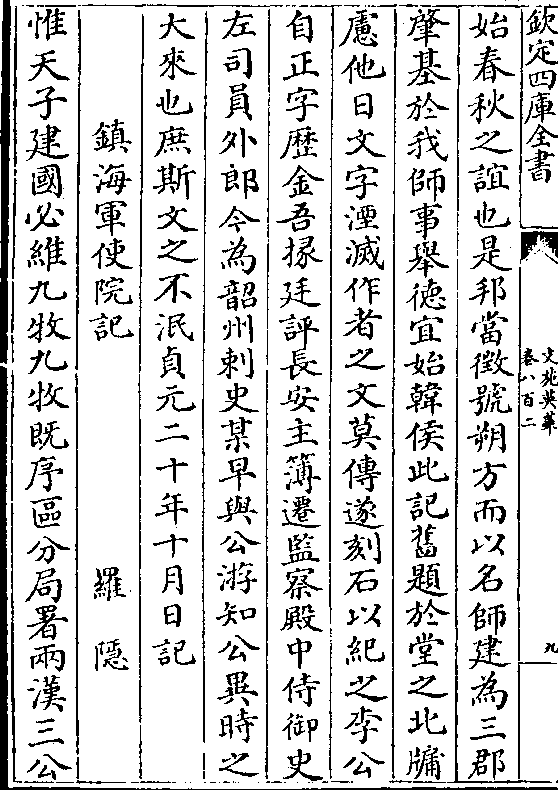 欽定四庫全書
文苑英華
卷八百二
九
始春秋之誼也是邦當徵號朔方而以名師建為三郡
肇基於我師事舉徳宜始韓侯此記舊題於堂之北牖
慮他日文字湮滅作者之文莫傳遂刻石以紀之李公
自正字歴金吾掾廷評長安主簿遷監察殿中侍御史
左司員外郎今為韶州刺史某早與公游知公異時之
大來也庶斯文之不泯貞元二十年十月日記
鎮海軍使院記 羅隱
惟天子建國必維九牧九牧既序區分局署兩漢三公